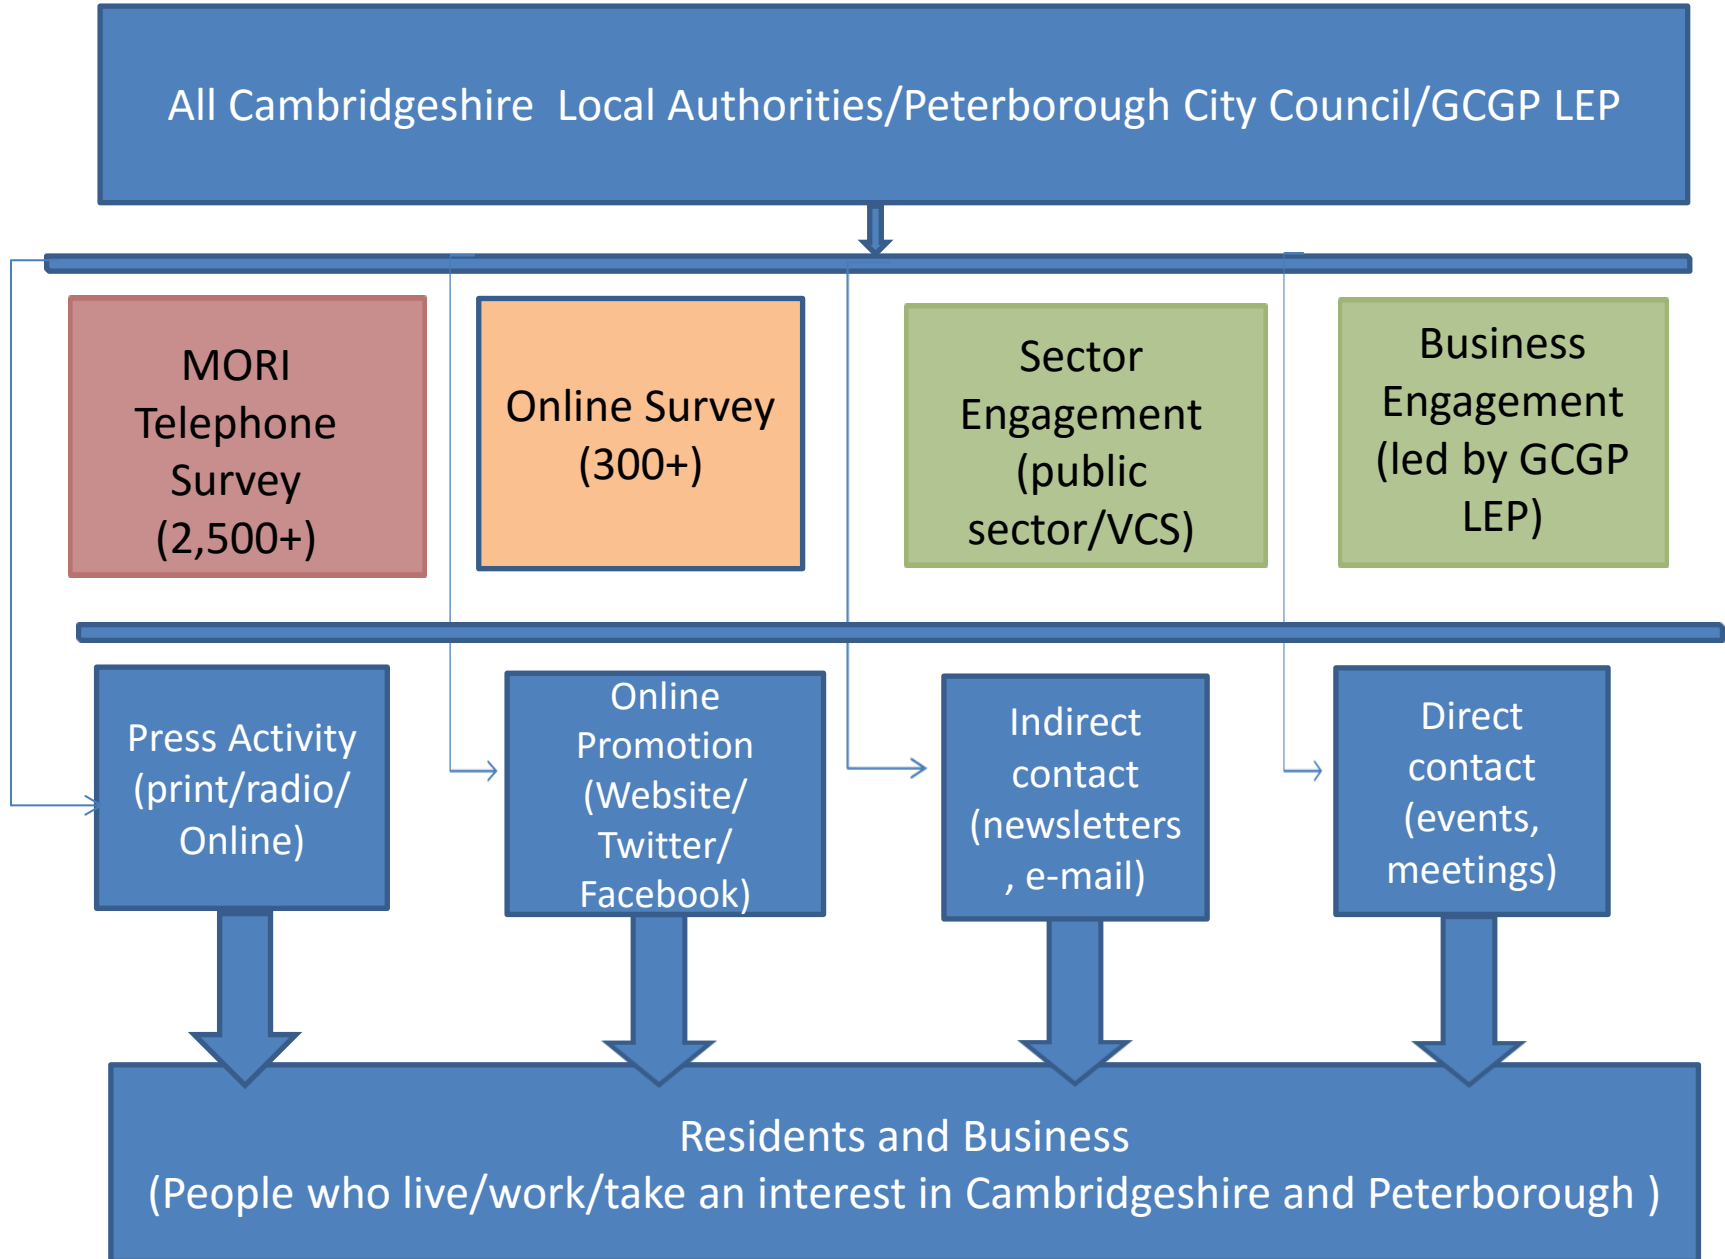 All Cambridgeshire  Local Authorities/Peterborough City Council/GCGP LEP
MORI
Telephone
Survey
(2,500+)
Online Survey
(300+)
Sector
Engagement
(public
sector/VCS)
Business
Engagement
(led by GCGP
LEP)
Press Activity
(print/radio/
Online)
Online
Promotion
(Website/
Twitter/
Facebook)
Indirect
contact
(newsletters
, e-mail)
Direct
contact
(events,
meetings)
Residents and Business
(People who live/work/take an interest in Cambridgeshire and Peterborough )